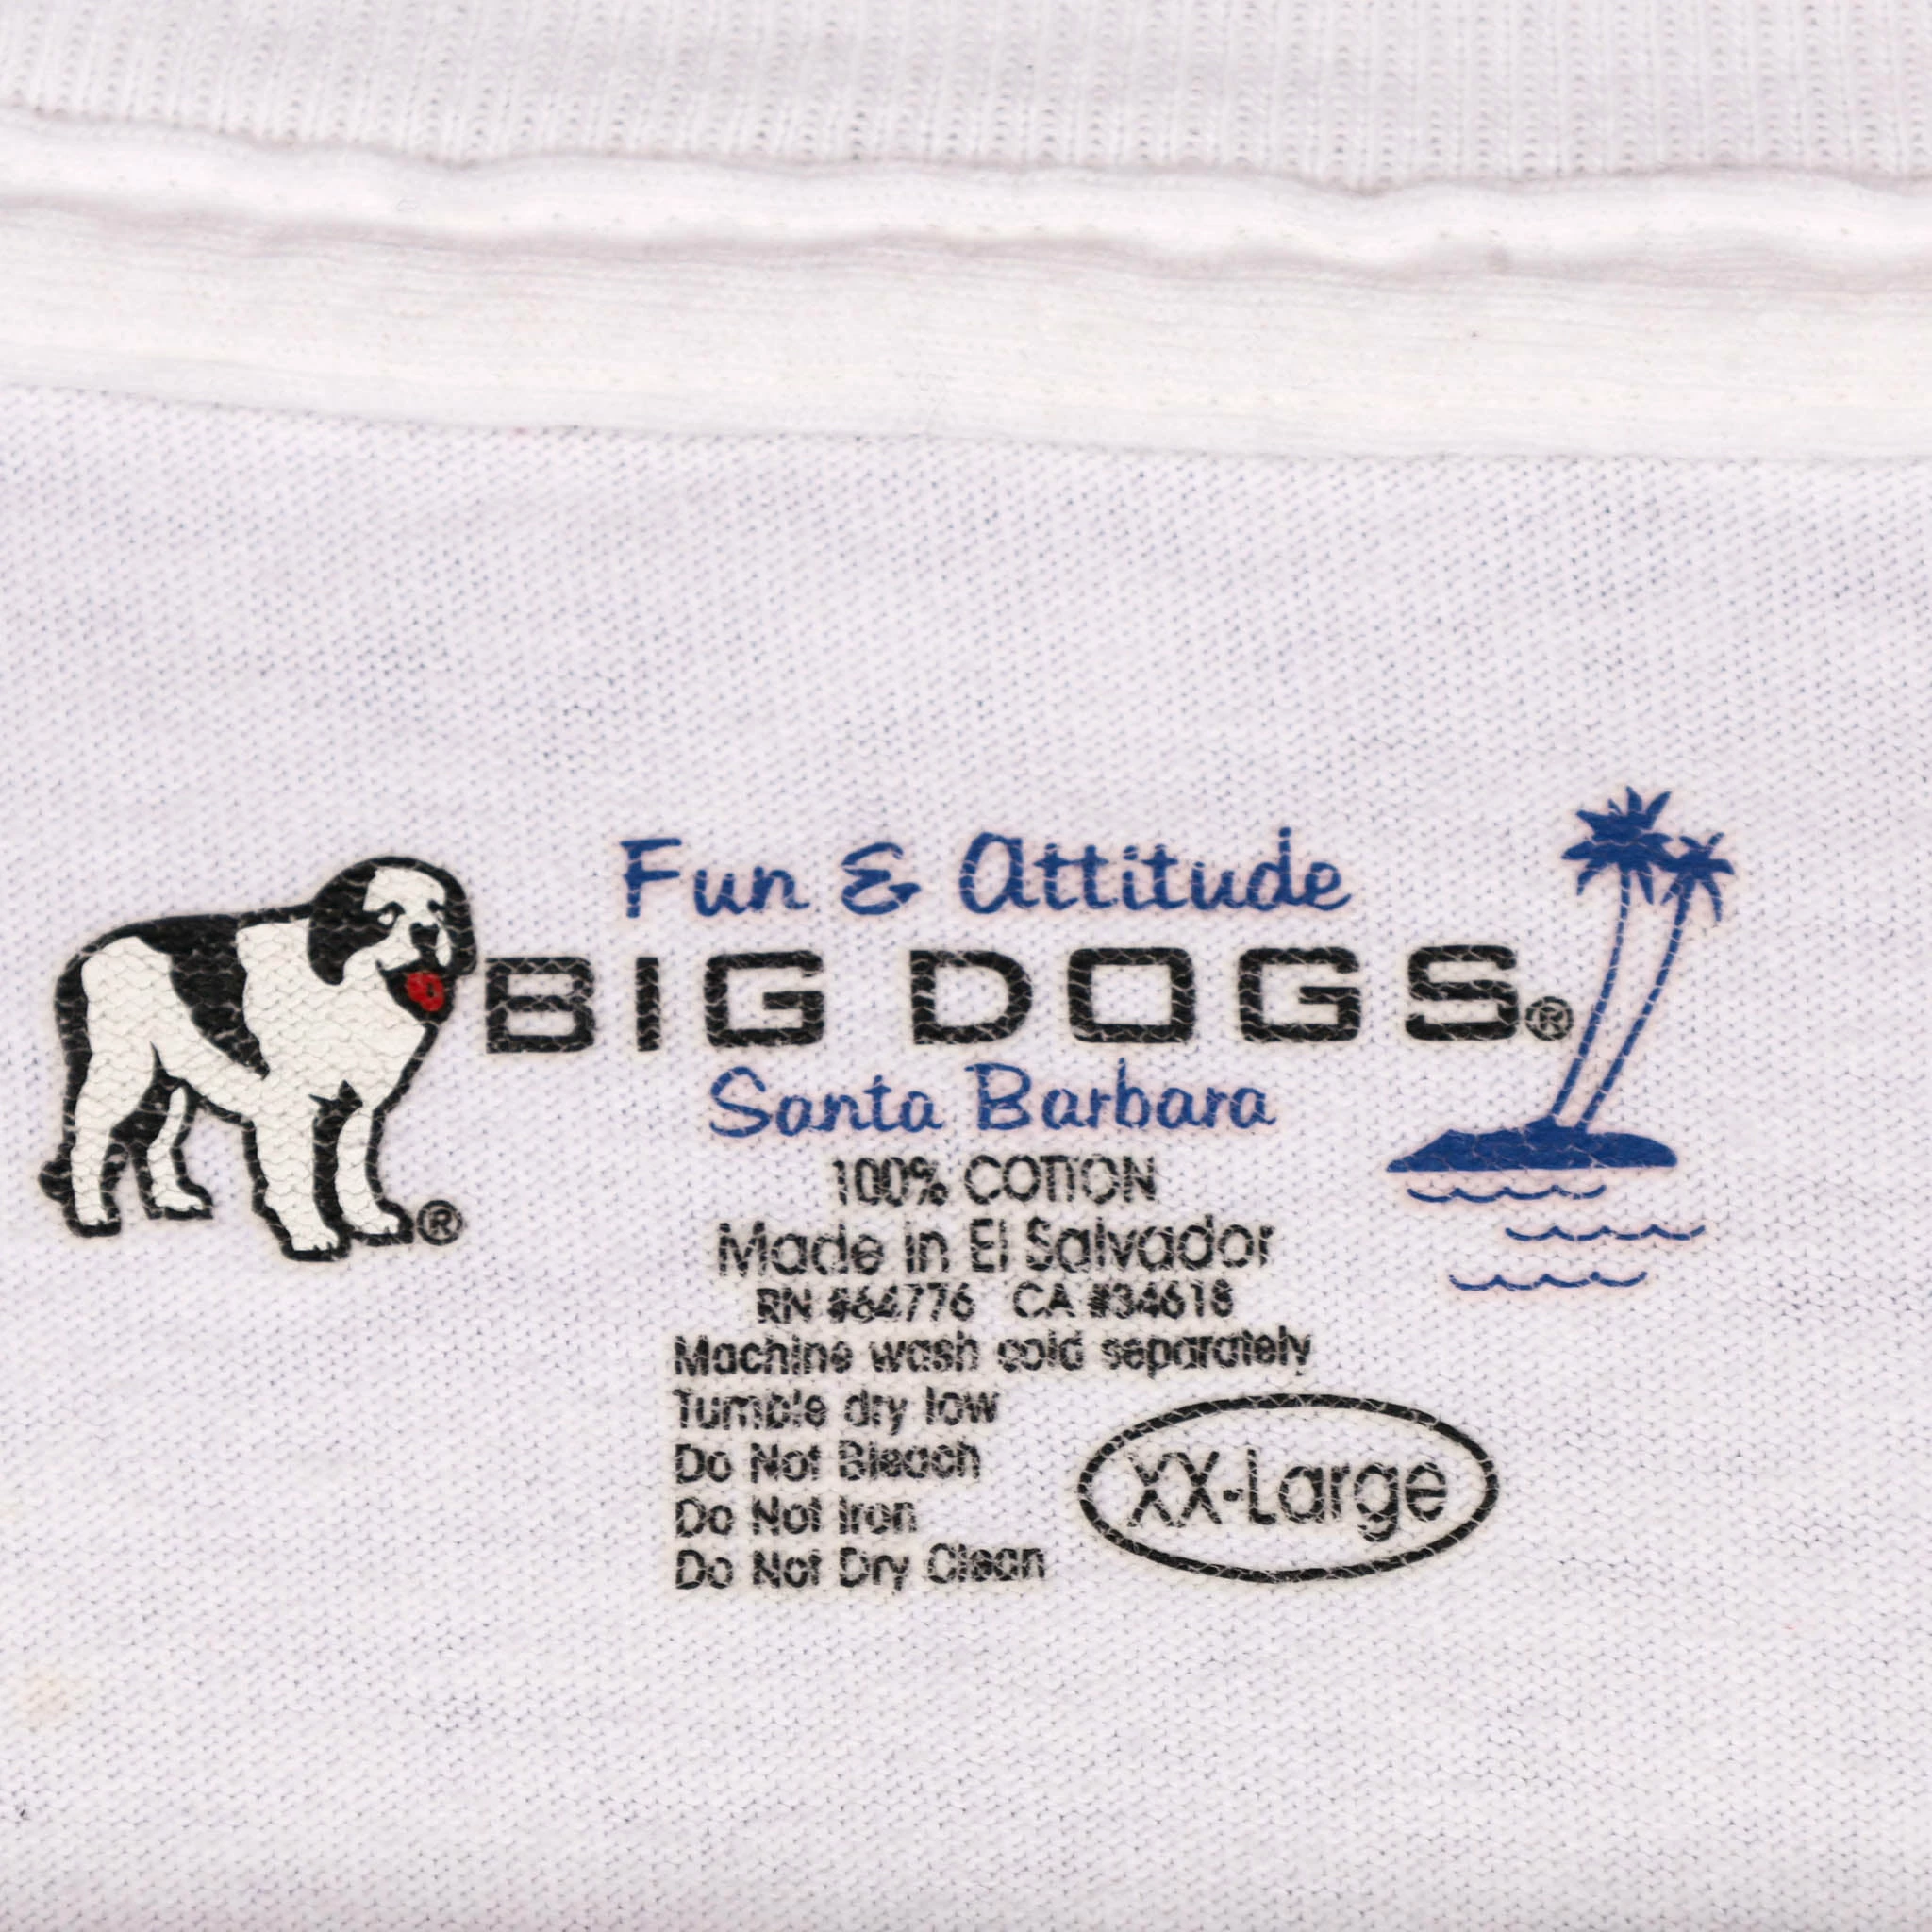 Fun & Attitude
BIG DOGS®
Santa Barbara
®
100% COTTON
Made in El Salvador
RN #64776 CA #34618
Machine wash cold separately
Tumble dry low
Do Not Bleach
Do Not Iron
Do Not Dry Clean
XX-Large